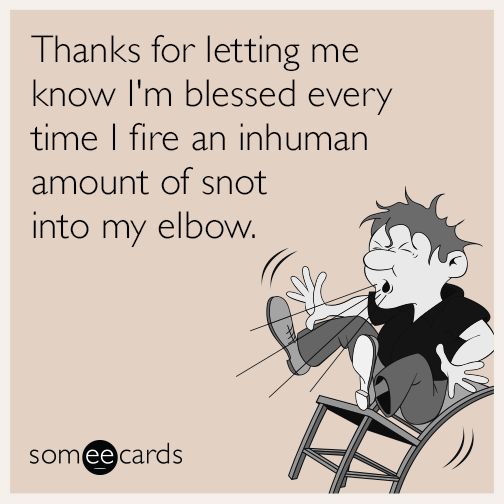 Thanks for letting me
know I'm blessed every
time I fire an inhuman
amount of snot
into my elbow.
someecards